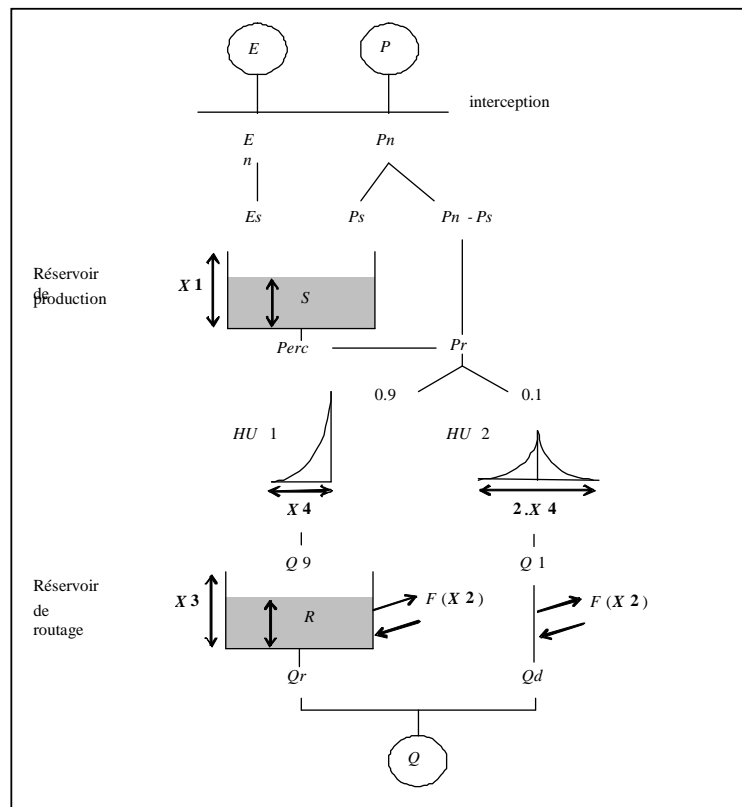 E P
interception
E Pn
n
Es Ps Pn - Ps
Réservoir
de
production
X 1
S
Perc Pr
0.9 0.1
HU 1 HU 2
X 4 2.X 4
Q 9 Q 1
Réservoir
de
routage
X 3
R
F (X 2) F (X 2)
Qr Qd
Q